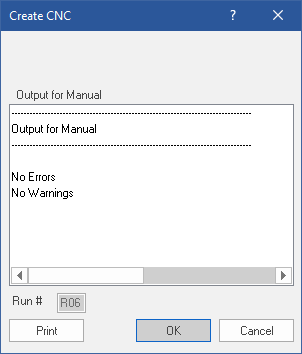 Create CNC
?
Output for Manual
--------------------------------------------------------------------------------
Output for Manual
--------------------------------------------------------------------------------
No Errors
No Warnings
Run # R06
Print OK Cancel